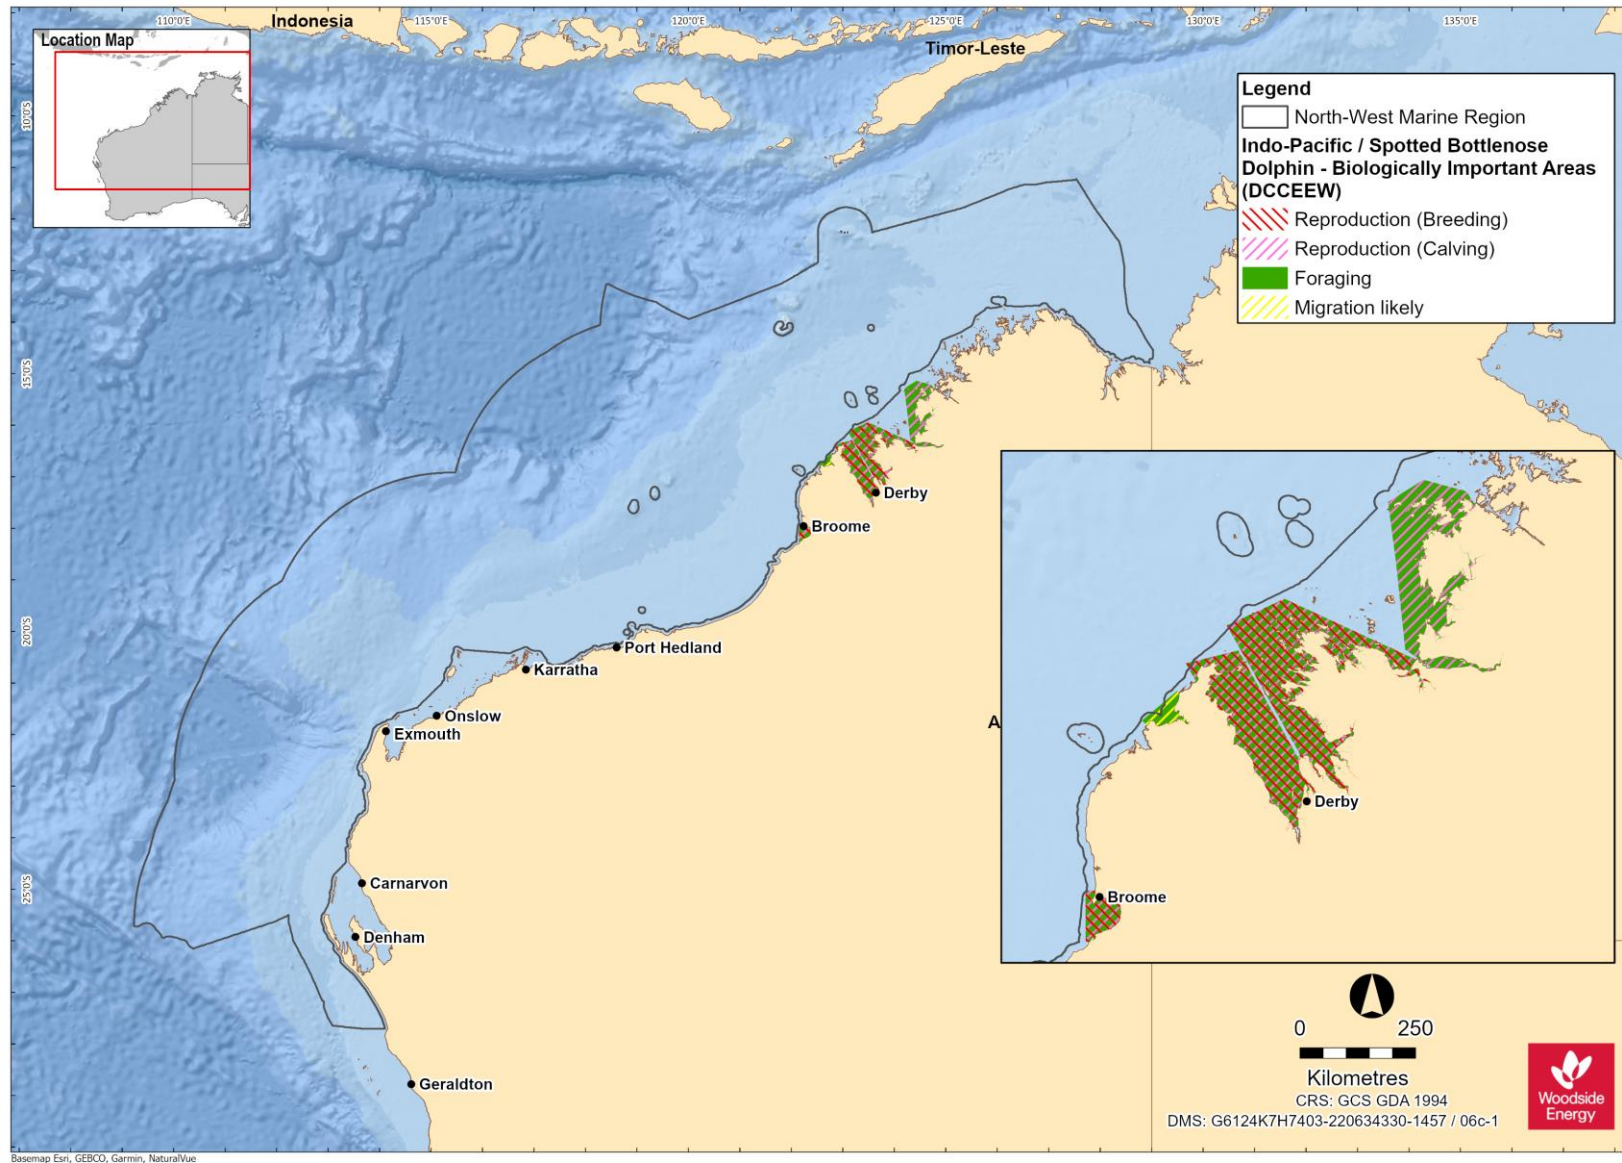 110°0'E
115°0'E
120°0'E
125°0'E
130°0'E
135°0'E
Indonesia
Timor-Leste
Location Map
10°0'S
15°0'S
20°0'S
25°0'S
Legend
North-West Marine Region
Indo-Pacific / Spotted Bottlenose
Dolphin - Biologically Important Areas
(DCCEEW)
Reproduction (Breeding)
Reproduction (Calving)
Foraging
Migration likely
Derby
Broome
Port Hedland
Karratha
Onslow
Exmouth
Carnarvon
Denham
Geraldton
A
Derby
Broome
0 250
Kilometres
CRS: GCS GDA 1994
DMS: G6124K7H7403-220634330-1457 / 06c-1
Woodside
Energy
Basemap Esri, GEBCO, Garmin, NaturalVue